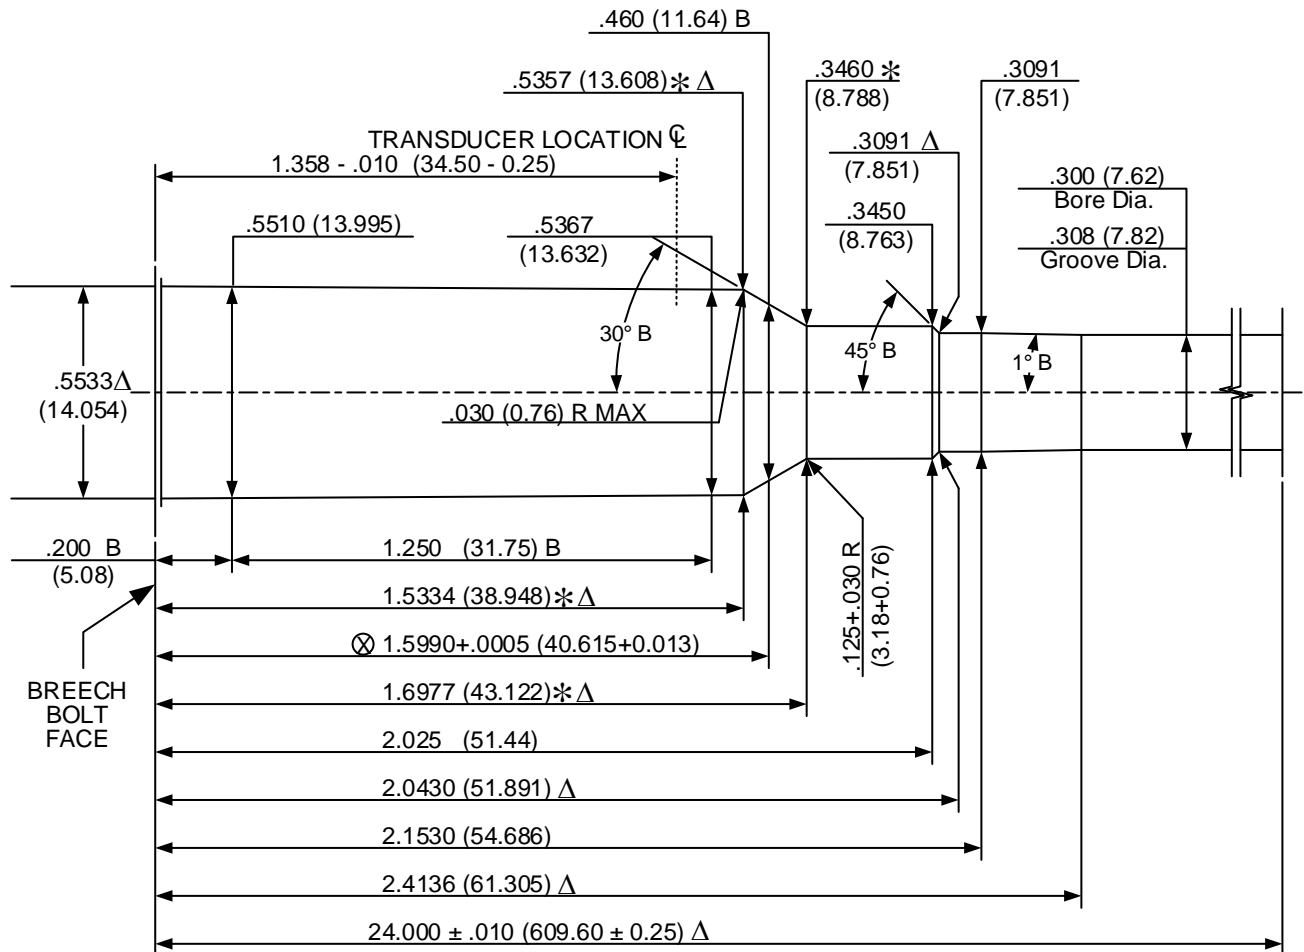 .460 (11.64) B
.5357 (13.608)✻ Δ
.3460 ✻
(8.788)
.3091
(7.851)
TRANSDUCER LOCATION ℄
1.358 - .010 (34.50 - 0.25)
.3091 Δ
(7.851)
.300 (7.62)
Bore Dia.
.5510 (13.995)
.5367
(13.632)
.3450
(8.763)
.308 (7.82)
Groove Dia.
30° B
45° B
1° B
.5533Δ
(14.054)
.030 (0.76) R MAX
.200 B
(5.08)
1.250 (31.75) B
.125+.030 R
(3.18+0.76)
1.5334 (38.948)✻ Δ
⊗ 1.5990+.0005 (40.615+0.013)
BREECH
BOLT
FACE
1.6977 (43.122)✻ Δ
2.025 (51.44)
2.0430 (51.891) Δ
2.1530 (54.686)
2.4136 (61.305) Δ
24.000 ± .010 (609.60 ± 0.25) Δ